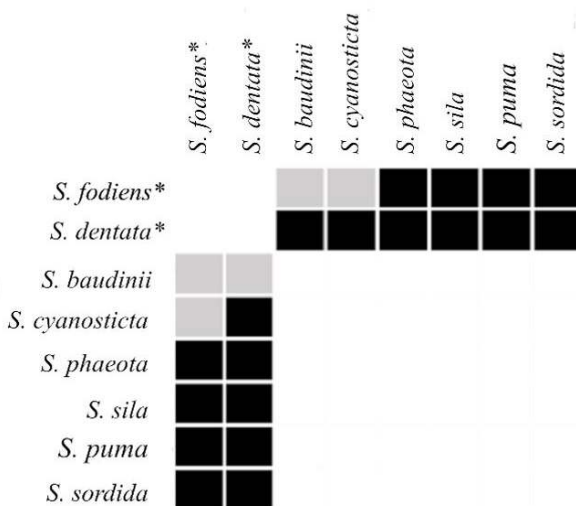 S. fodiens*
S. dentata*
S. baudinii
S. cyanosticta
S. phaeota
S. sila
S. puma
S. sordida
S. fodiens*
S. dentata*
S. baudinii
S. cyanosticta
S. phaeota
S. sila
S. puma
S. sordida